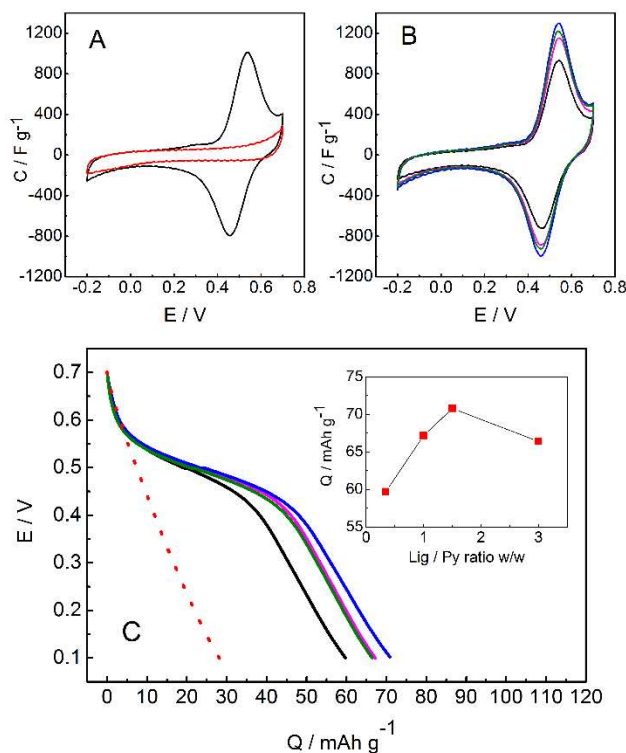 A
1200
800
400
0
-400
-800
-1200
C / F g-1
-0.2 0.0 0.2 0.4 0.6 0.8
E / V
B
1200
800
400
0
-400
-800
-1200
C / F g-1
-0.2 0.0 0.2 0.4 0.6 0.8
E / V
0.7
0.6
0.5
0.4
0.3
0.2
0.1
E / V
C
0 10 20 30 40 50 60 70 80 90 100 110 120
Q / mAh g-1
75
70
65
60
55
Q / mAh g-1
0 1 2 3
Lig / Py ratio w/w